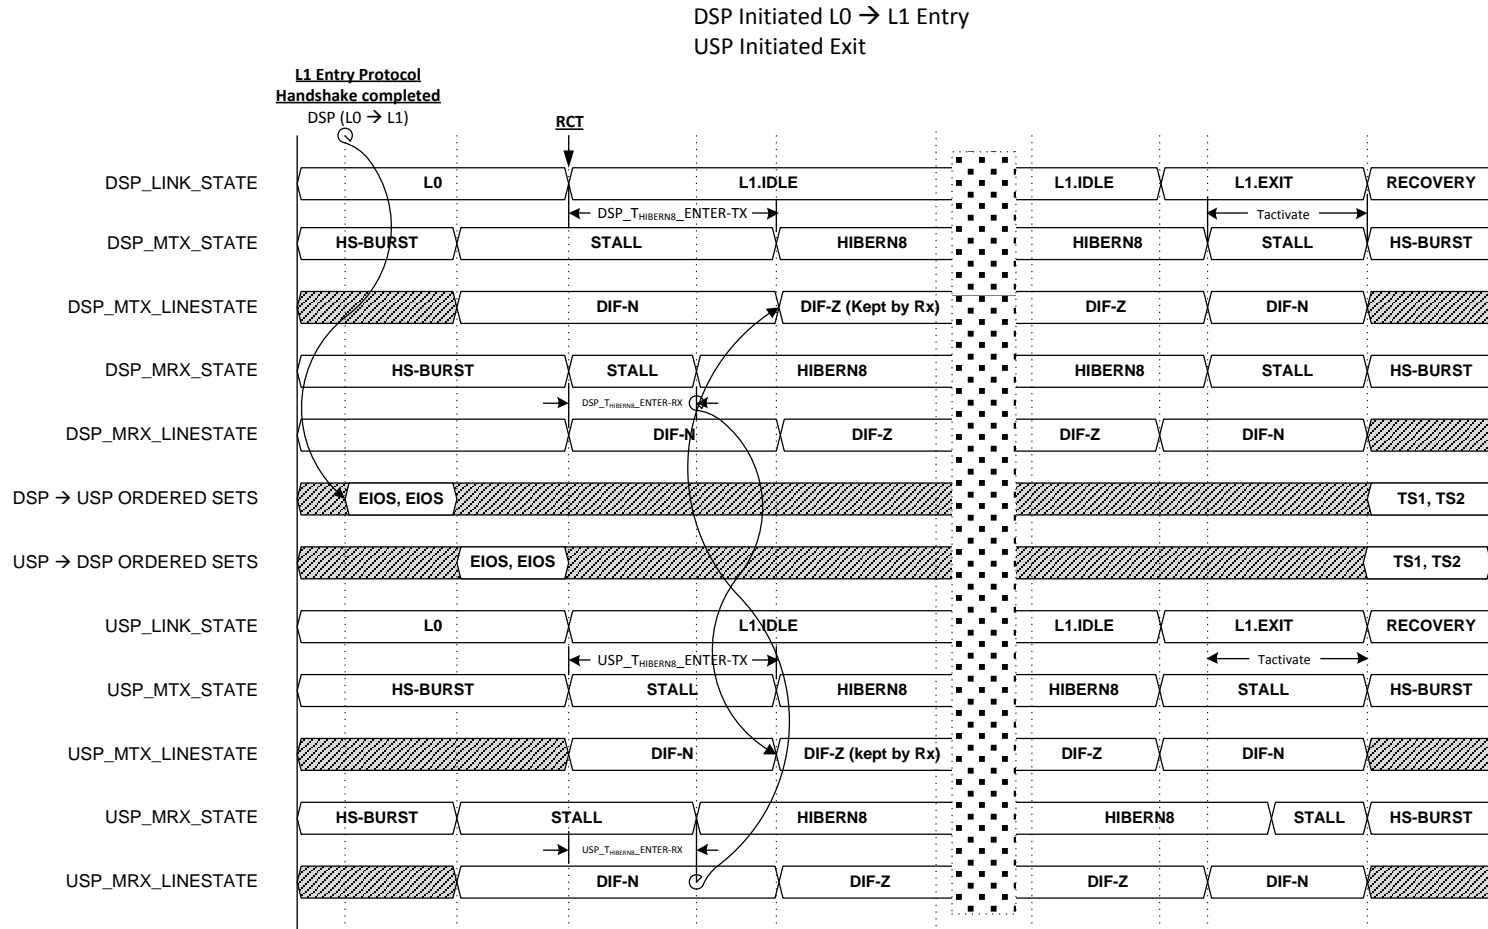 DSP Initiated L0 → L1 Entry
USP Initiated Exit
L1 Entry Protocol
Handshake completed
DSP (L0 → L1)
RCT
DSP_LINK_STATE L0 L1.IDLE L1.IDLE L1.EXIT RECOVERY
DSP_THIBERN8_ENTER-TX Tactivate
DSP_MTX_STATE HS-BURST STALL HIBERN8 HIBERN8 STALL HS-BURST
DSP_MTX_LINESTATE DIF-N DIF-Z (Kept by Rx) DIF-Z DIF-N
DSP_MRX_STATE HS-BURST STALL HIBERN8 HIBERN8 STALL HS-BURST
DSP_THIBERN8_ENTER-RX
DSP_MRX_LINESTATE DIF-N DIF-Z DIF-Z DIF-N
DSP → USP ORDERED SETS EIOS, EIOS TS1, TS2
USP → DSP ORDERED SETS EIOS, EIOS TS1, TS2
USP_LINK_STATE L0 L1.IDLE L1.IDLE L1.EXIT RECOVERY
USP_THIBERN8_ENTER-TX Tactivate
USP_MTX_STATE HS-BURST STALL HIBERN8 HIBERN8 STALL HS-BURST
USP_MTX_LINESTATE DIF-N DIF-Z (kept by Rx) DIF-Z DIF-N
USP_MRX_STATE HS-BURST STALL HIBERN8 HIBERN8 STALL HS-BURST
USP_THIBERN8_ENTER-RX
USP_MRX_LINESTATE DIF-N DIF-Z DIF-Z DIF-N